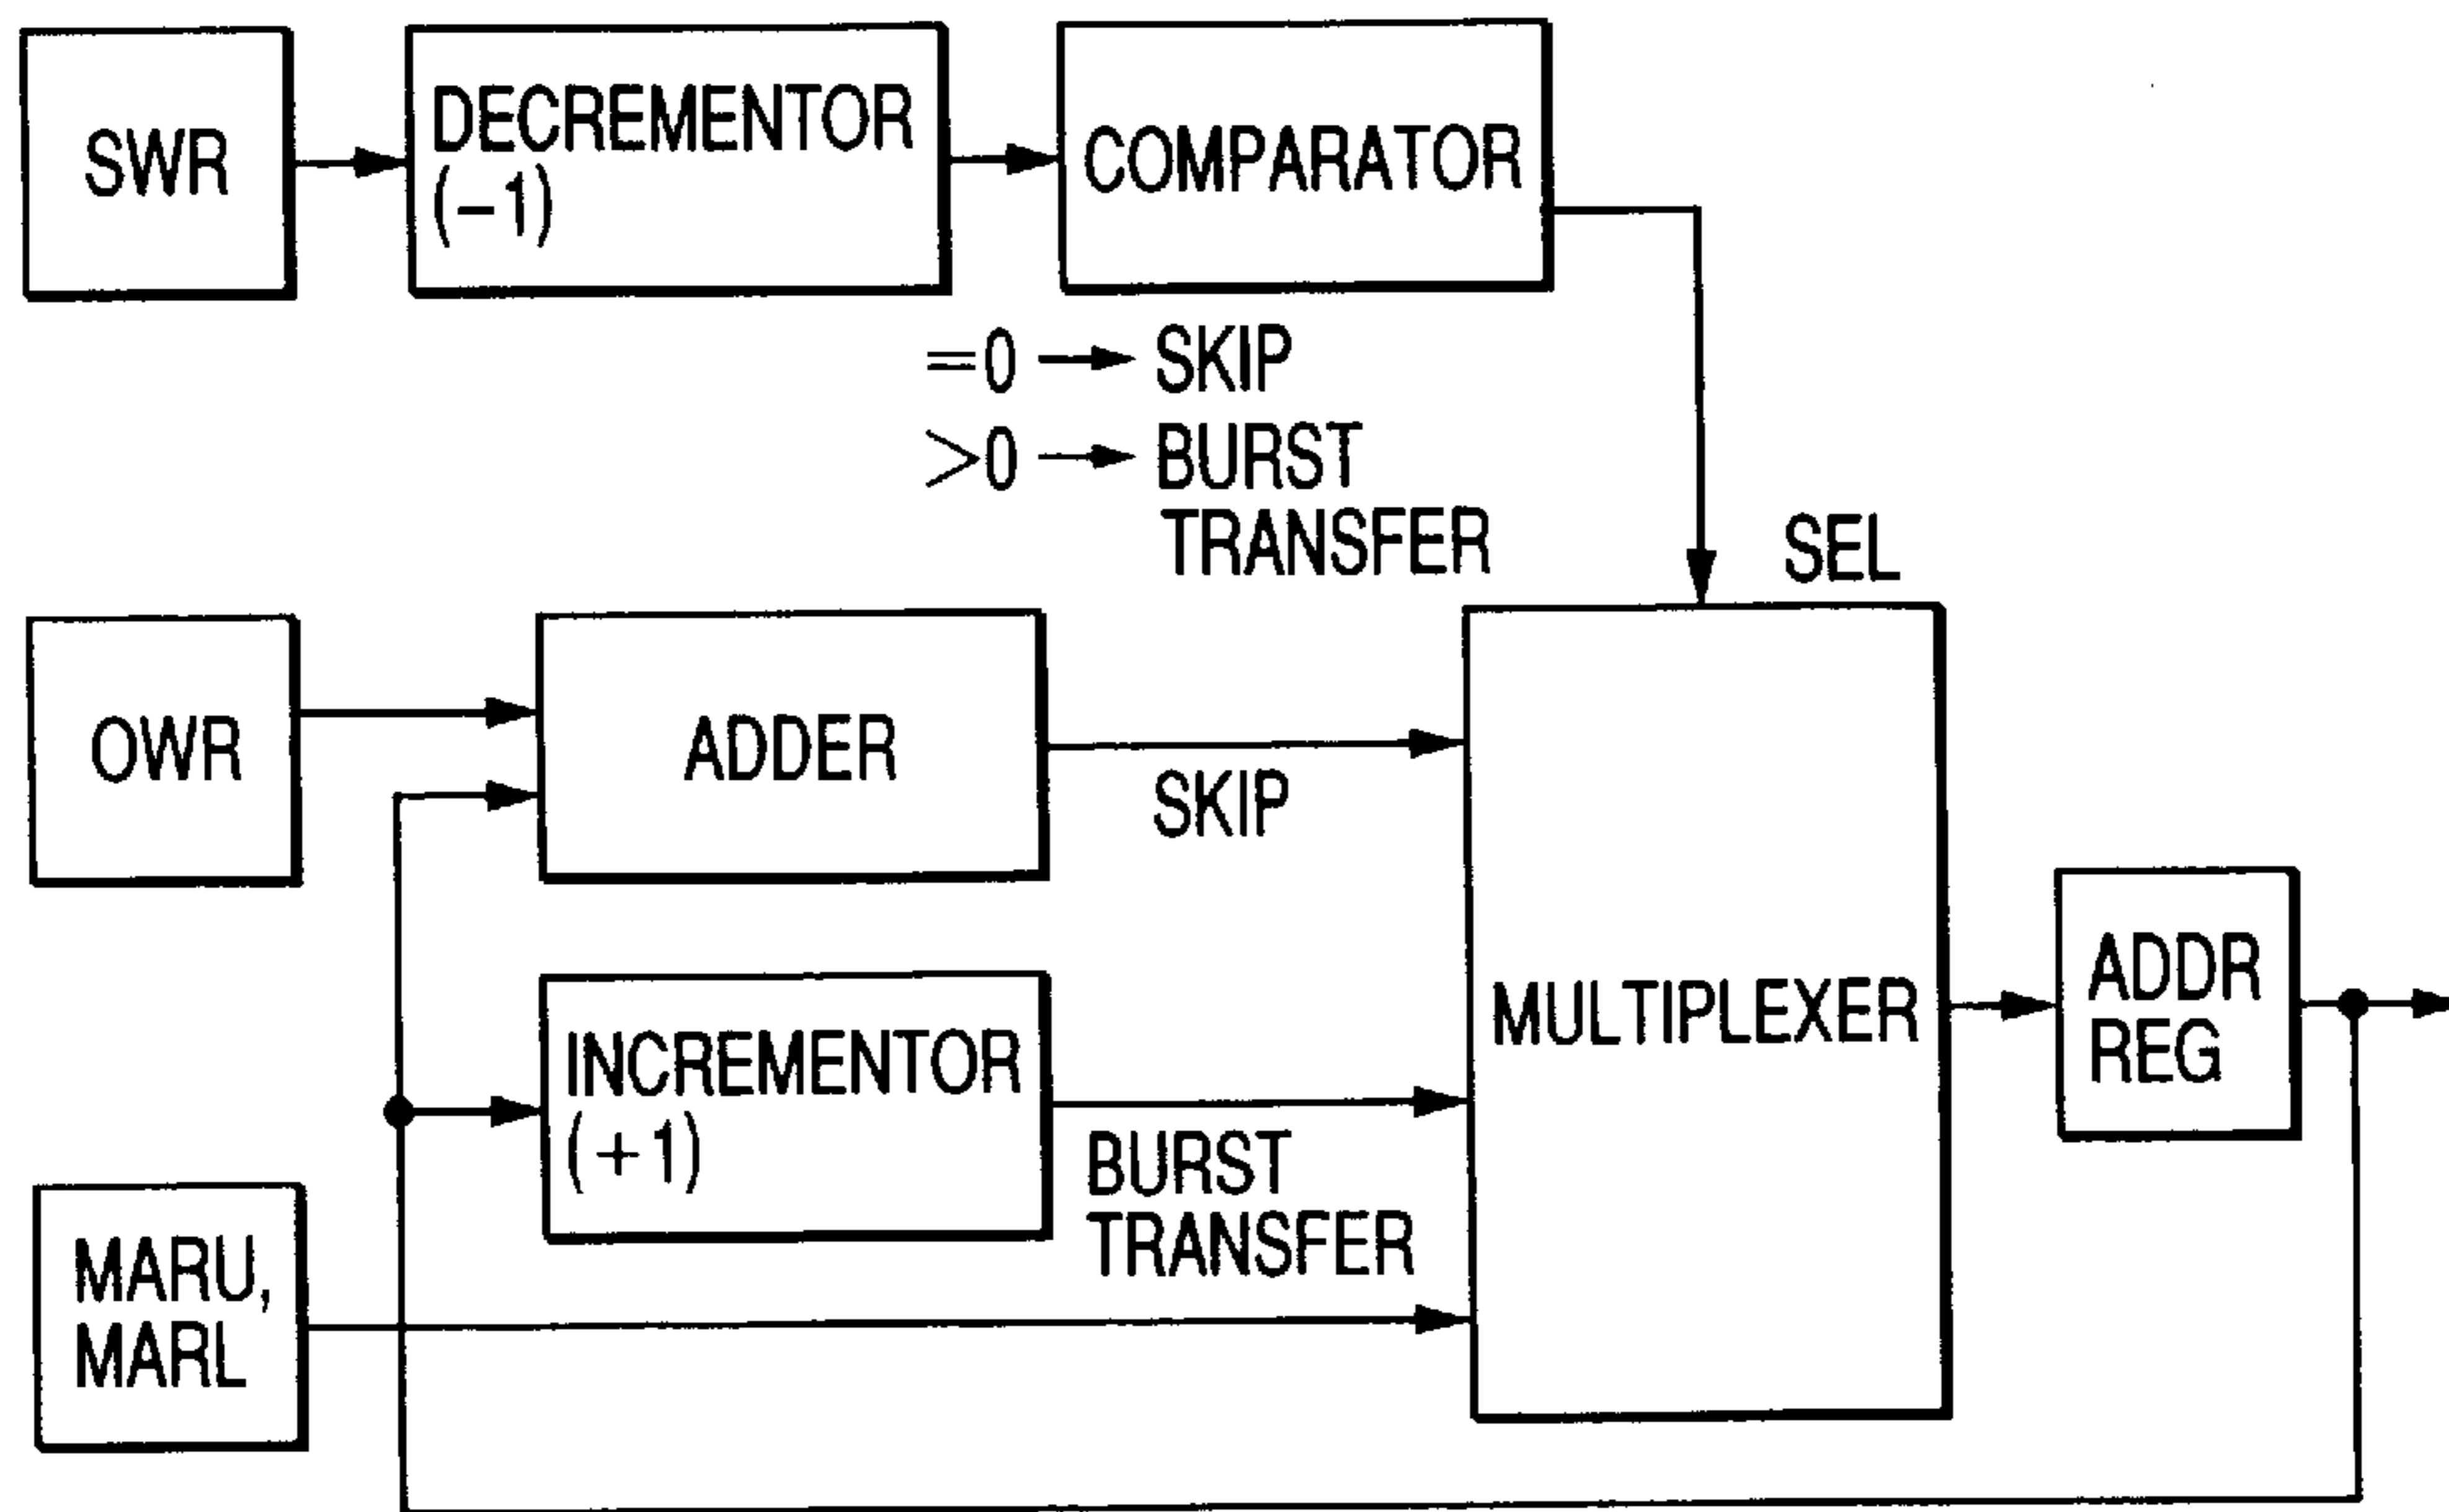 SWR
DECREMENTOR
(−1)
COMPARATOR
=0 → SKIP
>0 → BURST
TRANSFER
SEL
OWR
ADDER
SKIP
MULTIPLEXER
ADDR
REG
INCREMENTOR
(+1)
BURST
TRANSFER
MARU,
MARL